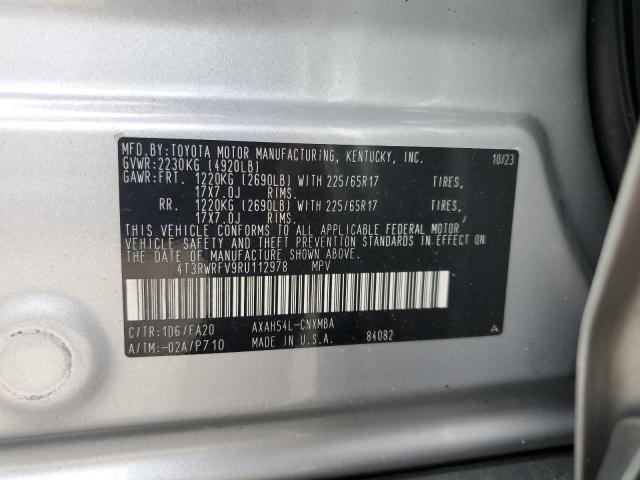 MFD.BY:TOYOTA MOTOR MANUFACTURING, KENTUCKY, INC. 10/23
GVWR:2230KG (4920LB)
GAWR:FRT. 1220KG (2690LB) WITH 225/65R17 TIRES,
17X7.0J RIMS.
RR. 1220KG (2690LB) WITH 225/65R17 TIRES,
17X7.0J RIMS.
THIS VEHICLE CONFORMS TO ALL APPLICABLE FEDERAL MOTOR
VEHICLE SAFETY AND THEFT PREVENTION STANDARDS IN EFFECT ON
THE DATE OF MANUFACTURE SHOWN ABOVE.
4T3RWRFV9RU112978 MPV
C/TR:1D6/FA20 AXAH54L-CNXMBA A
A/TM:-02A/P710 MADE IN U.S.A. 84082